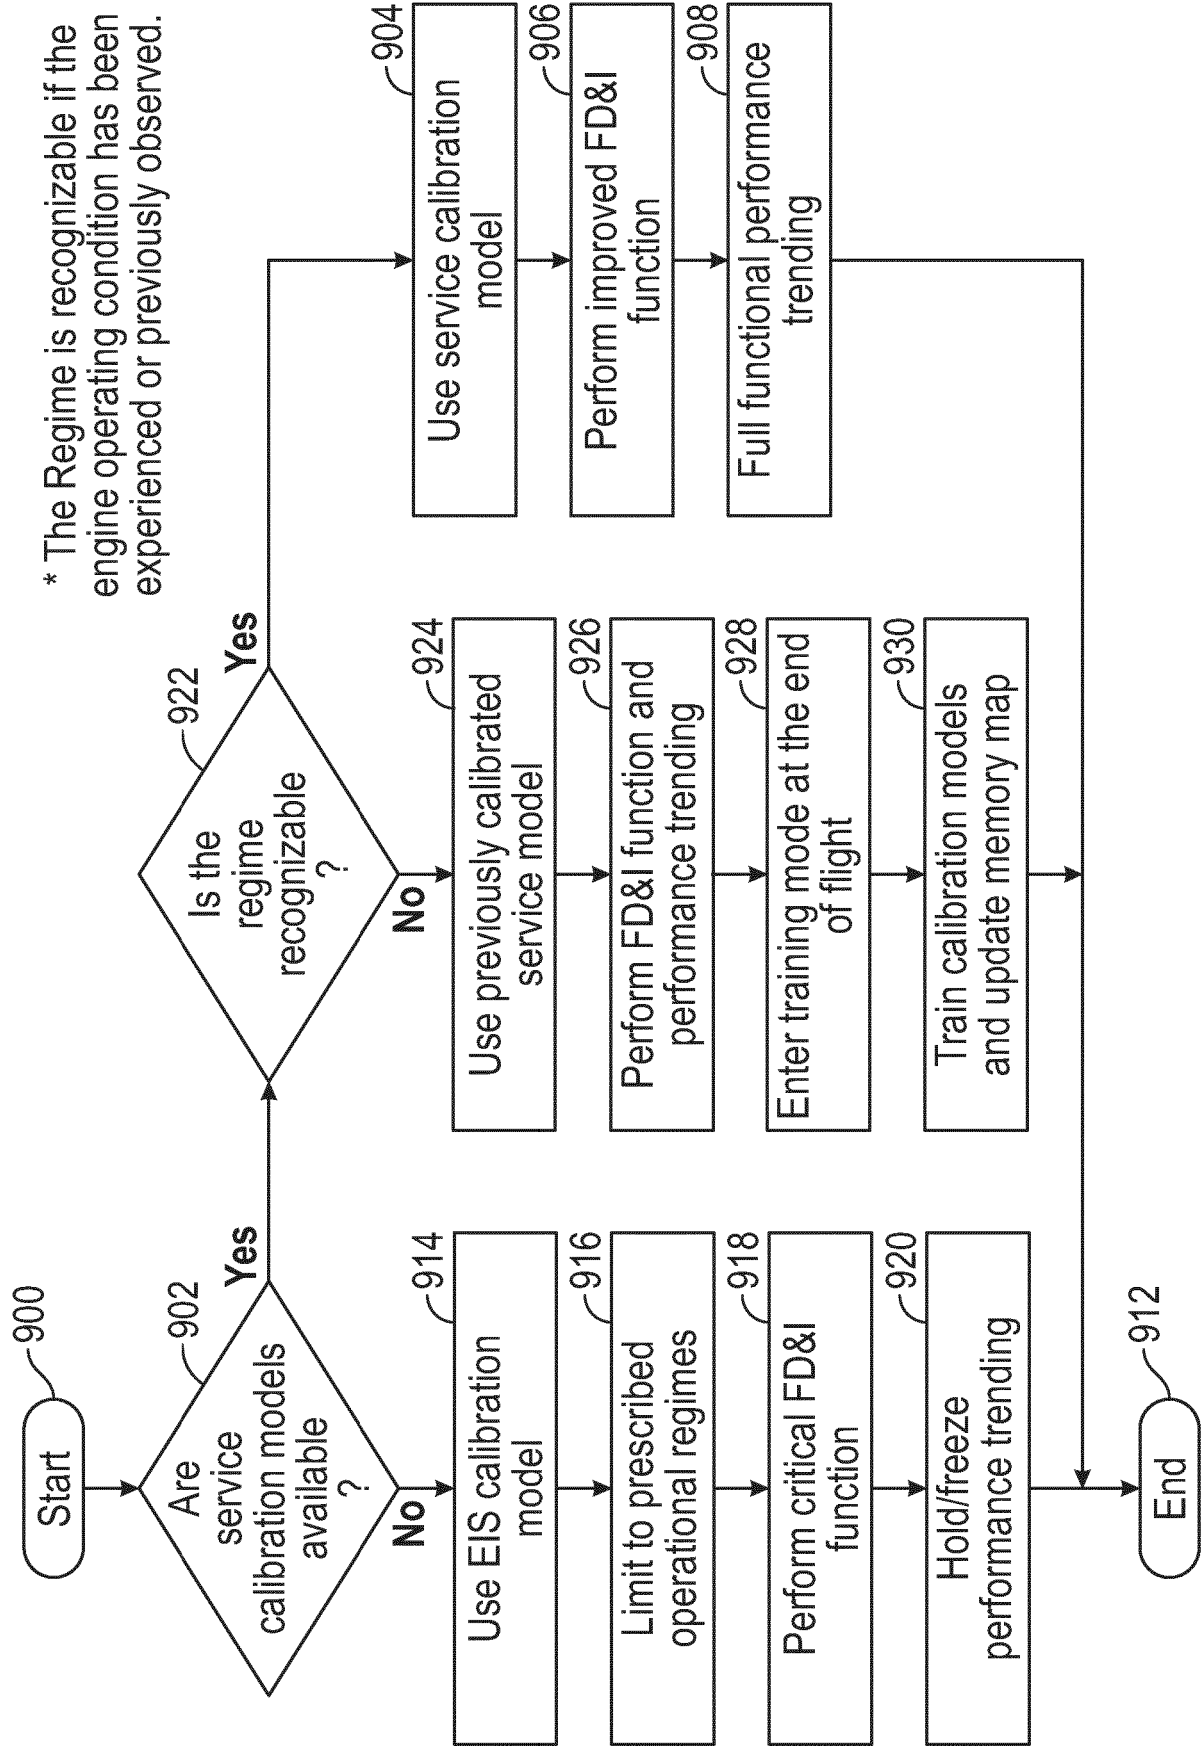 Start
900
Are
service
calibration models
available
?
902
Yes
No
Use EIS calibration
model
914
Limit to prescribed
operational regimes
916
Perform critical FD&I
function
918
Hold/freeze
performance trending
920
End
912
Is the
regime
recognizable
?
922
Yes
No
Use previously calibrated
service model
924
Perform FD&I function and
performance trending
926
Enter training mode at the end
of flight
928
Train calibration models
and update memory map
930
* The Regime is recognizable if the
engine operating condition has been
experienced or previously observed.
Use service calibration
model
904
Perform improved FD&I
function
906
Full functional performance
trending
908